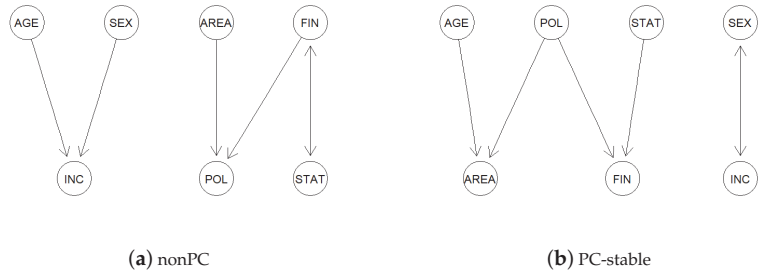 AGE SEX AREA FIN
INC POL STAT
(a) nonPC
AGE POL STAT SEX
AREA FIN INC
(b) PC-stable